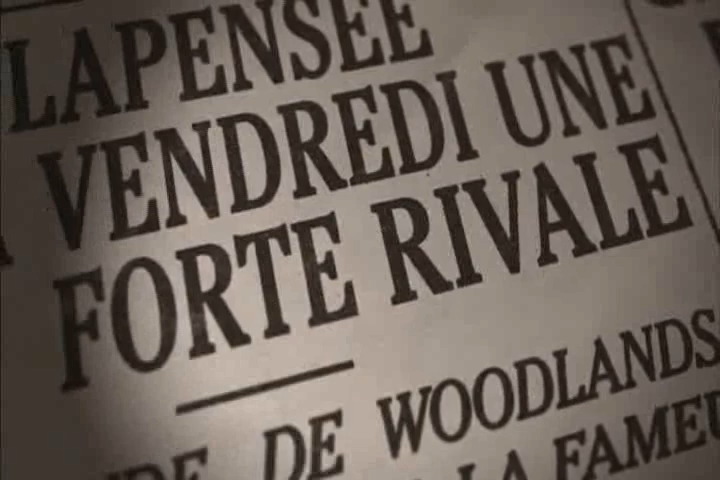 LAPENSEE
VENDREDI UNE
FORTE RIVALE
DE WOODLANDS
LA FAMEU